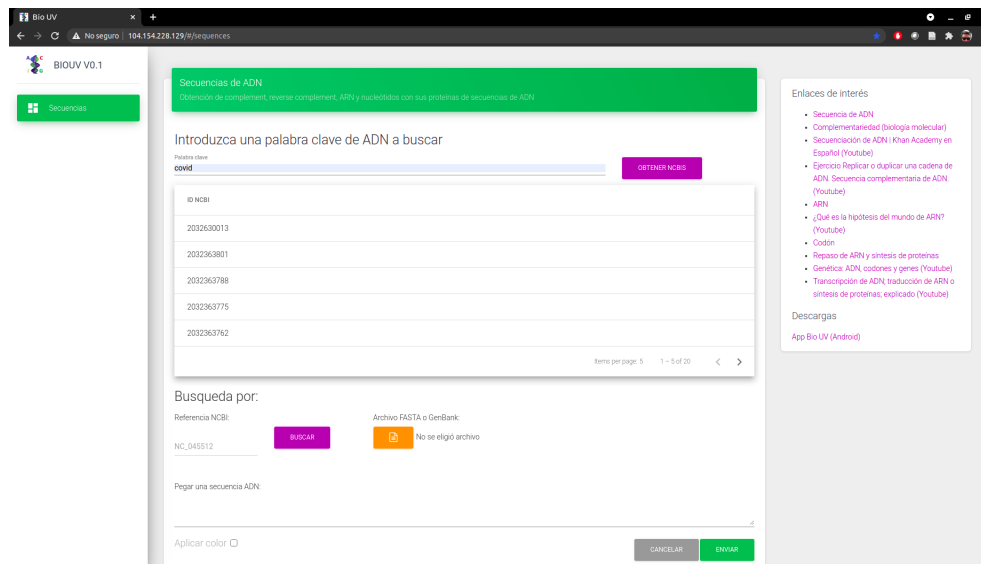 Bio UV
No seguro | 104.154.228.129/#/sequences
BIOUV V0.1
Secuencias
Secuencias de ADN
Obtención de complement, reverse complement, ARN y nucleótidos con sus proteínas de secuencias de ADN
Introduzca una palabra clave de ADN a buscar
Palabra clave
covid
OBTENER NCBIS
ID NCBI
2032630013
2032363801
2032363788
2032363775
2032363762
Items per page: 5 1 – 5 of 20
Busqueda por:
Referencia NCBI:
NC_045512
BUSCAR
Archivo FASTA o GenBank:
No se eligió archivo
Pegar una secuencia ADN:
Aplicar color
CANCELAR
ENVIAR
Enlaces de interés
Secuencia de ADN
Complementariedad (biología molecular)
Secuenciación de ADN | Khan Academy en
Español (Youtube)
Ejercicio Replicar o duplicar una cadena de
ADN. Secuencia complementaria de ADN
(Youtube)
ARN
¿Qué es la hipótesis del mundo de ARN?
(Youtube)
Codón
Repaso de ARN y síntesis de proteínas
Genética: ADN, codones y genes (Youtube)
Transcripción de ADN, traducción de ARN o
síntesis de proteínas; explicado (Youtube)
Descargas
App Bio UV (Android)